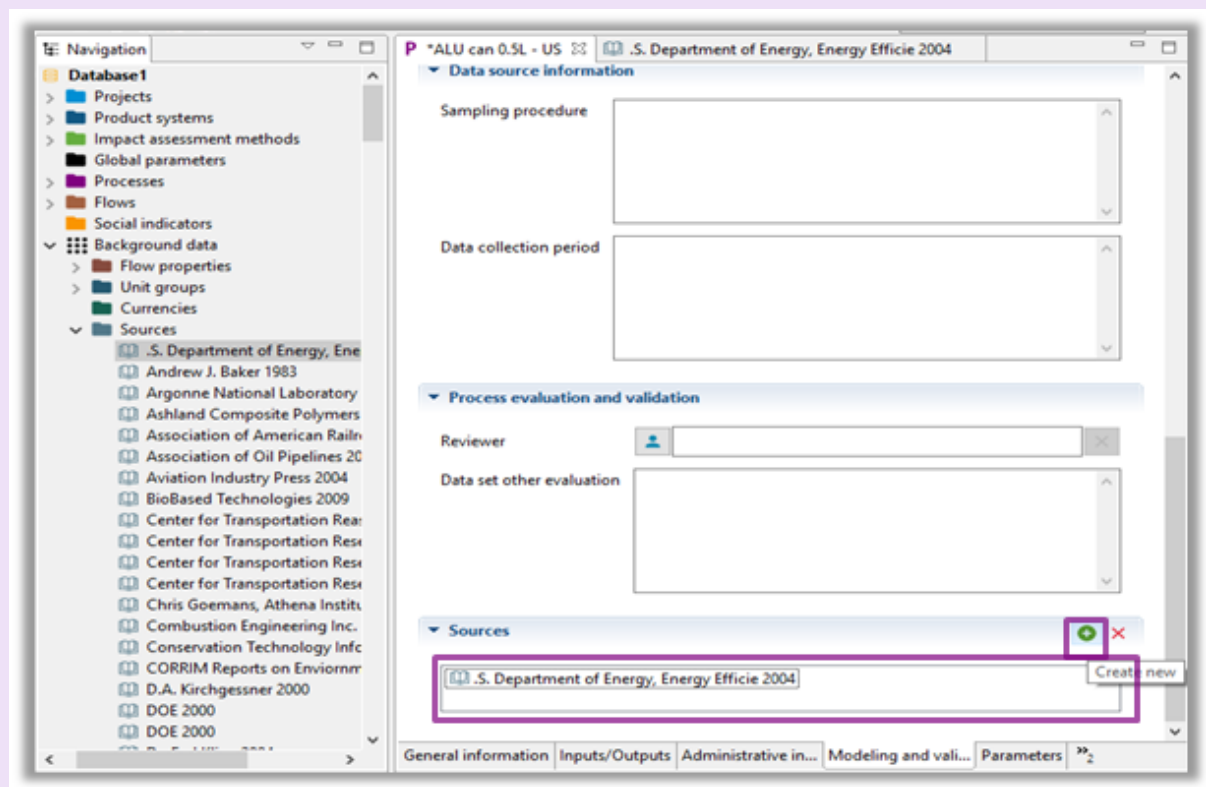 Navigation
Database1
Projects
Product systems
Impact assessment methods
Global parameters
Processes
Flows
Social indicators
Background data
Flow properties
Unit groups
Currencies
Sources
.S. Department of Energy, Ene
Andrew J. Baker 1983
Argonne National Laboratory
Ashland Composite Polymers
Association of American Railr
Association of Oil Pipelines 20
Aviation Industry Press 2004
BioBased Technologies 2009
Center for Transportation Rea
Center for Transportation Rese
Center for Transportation Rese
Center for Transportation Rese
Chris Goemans, Athena Institu
Combustion Engineering Inc.
Conservation Technology Info
CORRIM Reports on Enviornm
D.A. Kirchgessner 2000
DOE 2000
DOE 2000
P *ALU can 0.5L - US
.S. Department of Energy, Energy Efficie 2004
Data source information
Sampling procedure
Data collection period
Process evaluation and validation
Reviewer
Data set other evaluation
Sources
Create new
.S. Department of Energy, Energy Efficie 2004
General information Inputs/Outputs Administrative in... Modeling and vali... Parameters »2